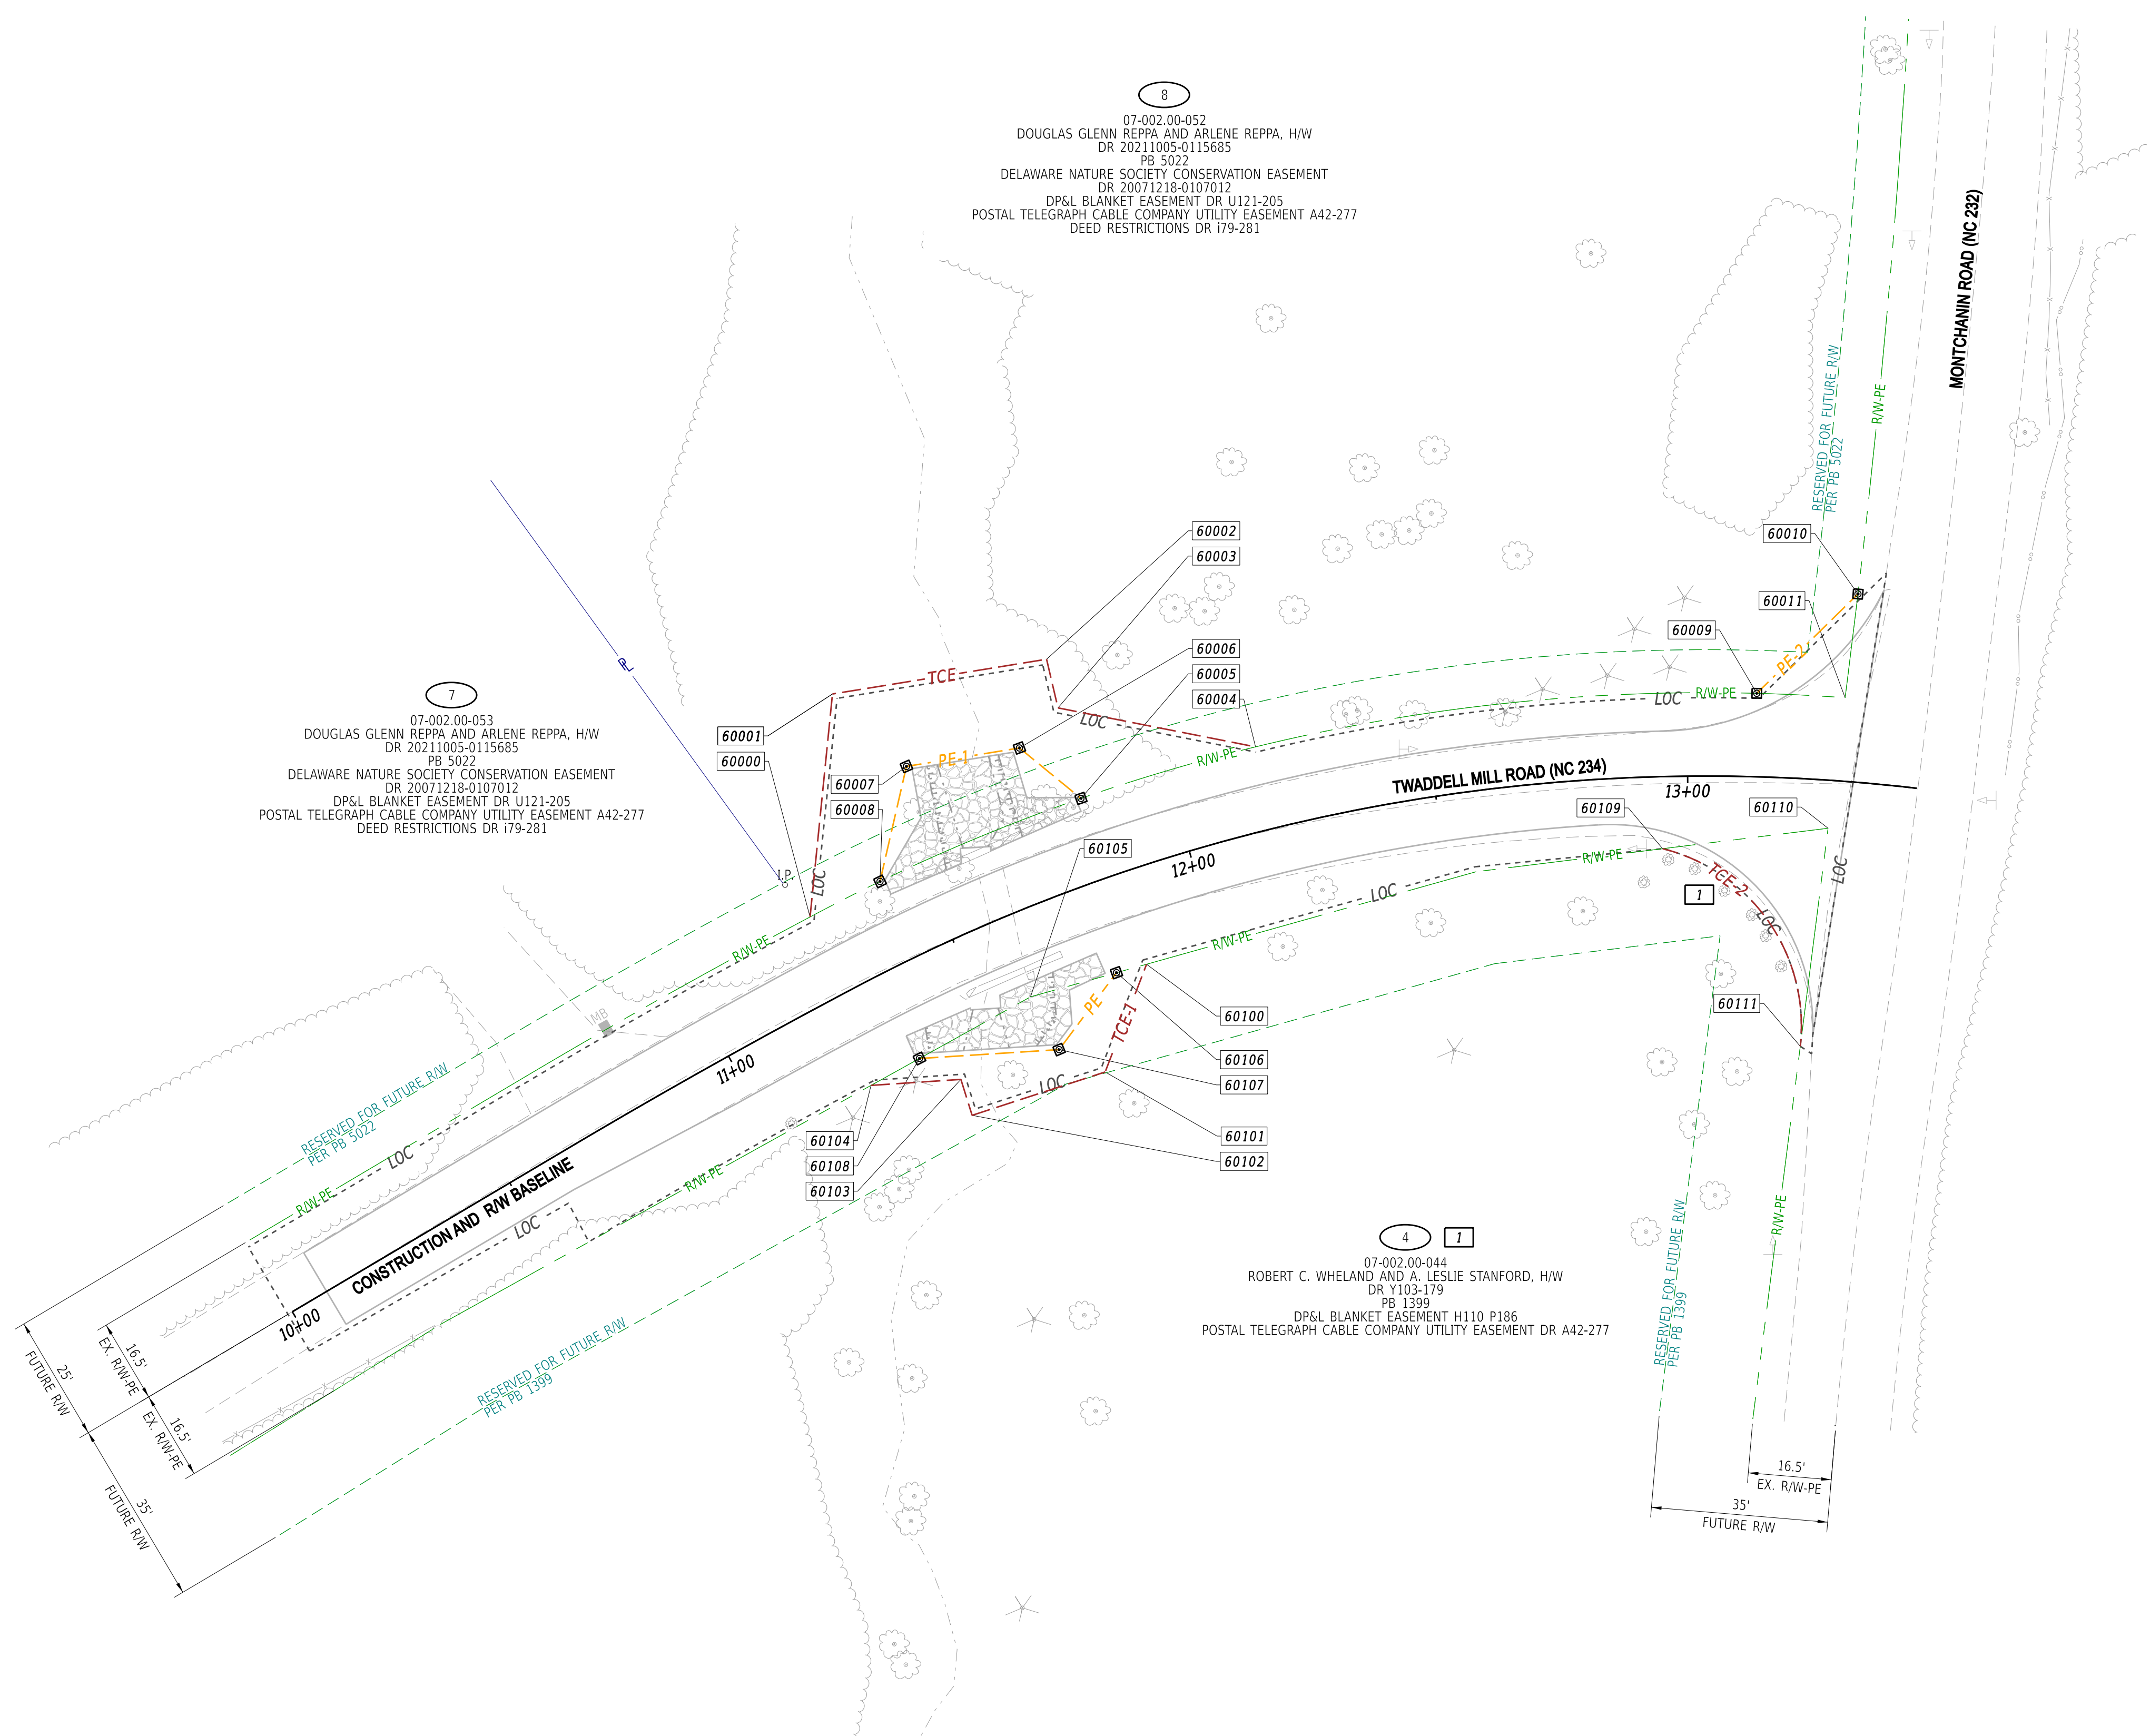 8
07-002.00-052
DOUGLAS GLENN REPPA AND ARLENE REPPA, H/W
DR 20211005-0115685
PB 5022
DELAWARE NATURE SOCIETY CONSERVATION EASEMENT
DR 20071218-0107012
DP&L BLANKET EASEMENT DR U121-205
POSTAL TELEGRAPH CABLE COMPANY UTILITY EASEMENT A42-277
DEED RESTRICTIONS DR i79-281
MONTCHANIN ROAD (NC 232)
RESERVED FOR FUTURE R/W
PER PB 5022
R/W-PE
60002
60003
60010
60011
60009
60006
60005
60004
PE-2
R/W-PE
LOC
TCE
LOC
PL
7
07-002.00-053
DOUGLAS GLENN REPPA AND ARLENE REPPA, H/W
DR 20211005-0115685
PB 5022
DELAWARE NATURE SOCIETY CONSERVATION EASEMENT
DR 20071218-0107012
DP&L BLANKET EASEMENT DR U121-205
POSTAL TELEGRAPH CABLE COMPANY UTILITY EASEMENT A42-277
DEED RESTRICTIONS DR i79-281
60001
60000
60007
60008
PE-1
R/W-PE
TWADDELL MILL ROAD (NC 234)
13+00
60109
60110
60105
12+00
I.P.
LOC
R/W-PE
TCE-2
LOC
LOC
1
LOC
R/W-PE
R/W-PE
MB
PE
TCE-1
60100
60111
60106
60107
11+00
LOC
60101
60102
60104
60108
60103
R/W-PE
RESERVED FOR FUTURE R/W
PER PB 5022
LOC
R/W-PE
CONSTRUCTION AND R/W BASELINE
LOC
10+00
4
1
07-002.00-044
ROBERT C. WHELAND AND A. LESLIE STANFORD, H/W
DR Y103-179
PB 1399
DP&L BLANKET EASEMENT H110 P186
POSTAL TELEGRAPH CABLE COMPANY UTILITY EASEMENT DR A42-277
RESERVED FOR FUTURE R/W
PER PB 1399
R/W-PE
RESERVED FOR FUTURE R/W
PER PB 1399
16.5'
EX. R/W-PE
25'
FUTURE R/W
16.5'
EX. R/W-PE
35'
FUTURE R/W
16.5'
EX. R/W-PE
35'
FUTURE R/W